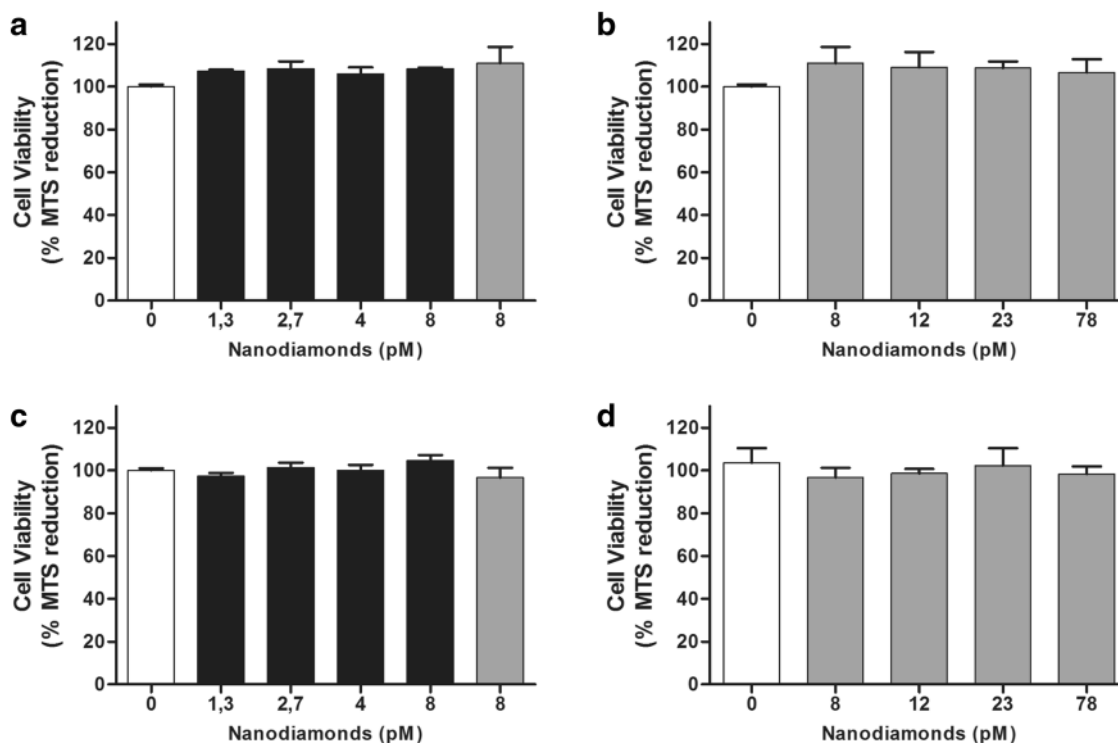 a
Cell Viability
(% MTS reduction)
120
100
80
60
40
20
0
0 1,3 2,7 4 8 8
Nanodiamonds (pM)
b
Cell Viability
(% MTS reduction)
120
100
80
60
40
20
0
0 8 12 23 78
Nanodiamonds (pM)
c
Cell Viability
(% MTS reduction)
120
100
80
60
40
20
0
0 1,3 2,7 4 8 8
Nanodiamonds (pM)
d
Cell Viability
(% MTS reduction)
120
100
80
60
40
20
0
0 8 12 23 78
Nanodiamonds (pM)